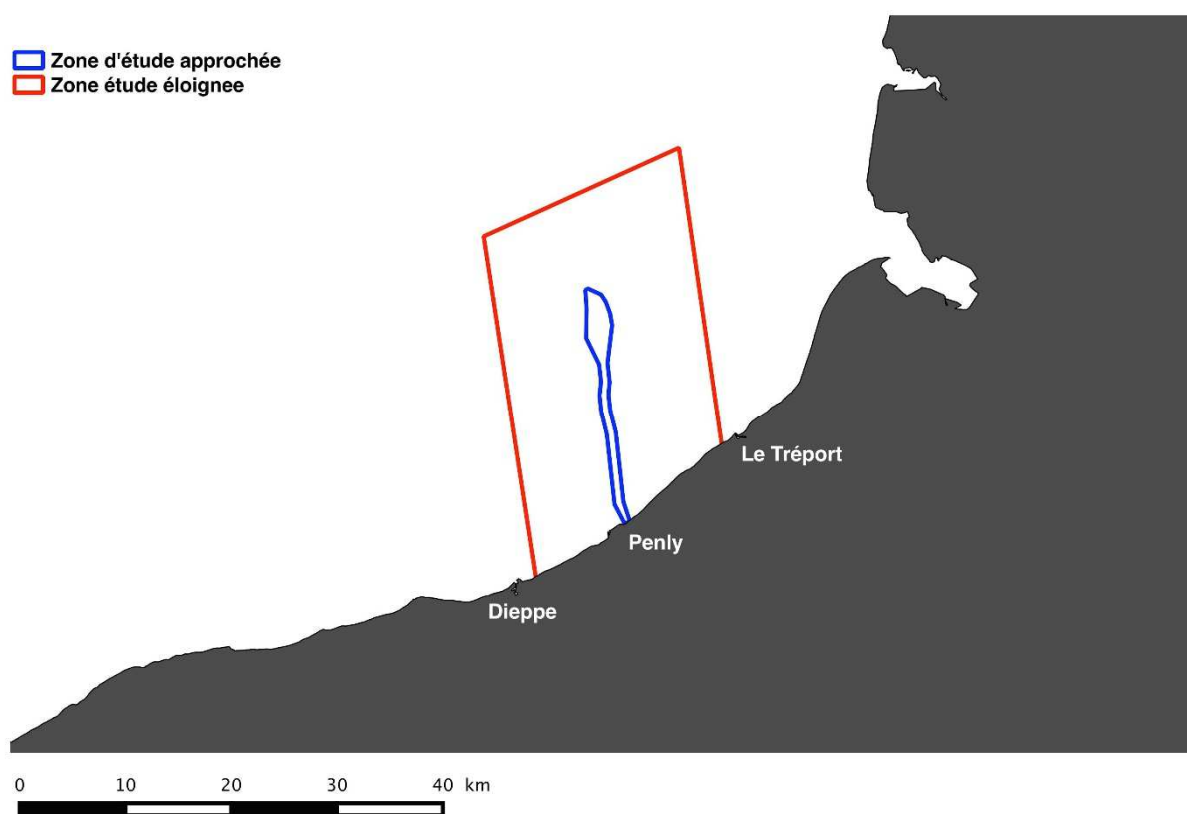 Zone d'étude approchée
Zone étude éloignee
Le Tréport
Penly
Dieppe
0 10 20 30 40 km